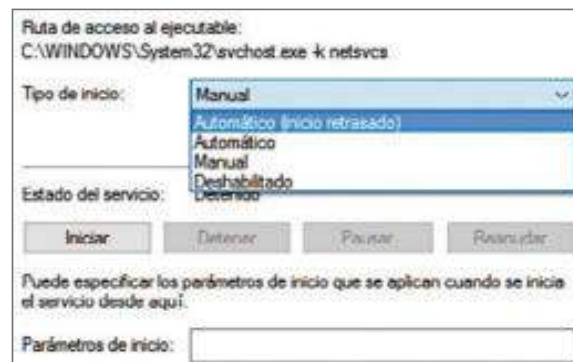 Ruta de acceso al ejecutable:
C:\WINDOWS\System32\svchost.exe -k netsvcs
Tipo de inicio: Manual
Automático (inicio retrasado)
Automático
Manual
Deshabilitado
Estado del servicio: Detenido
Iniciar Detener Pausar Reanudar
Puede especificar los parámetros de inicio que se aplican cuando se inicia
el servicio desde aquí.
Parámetros de inicio: